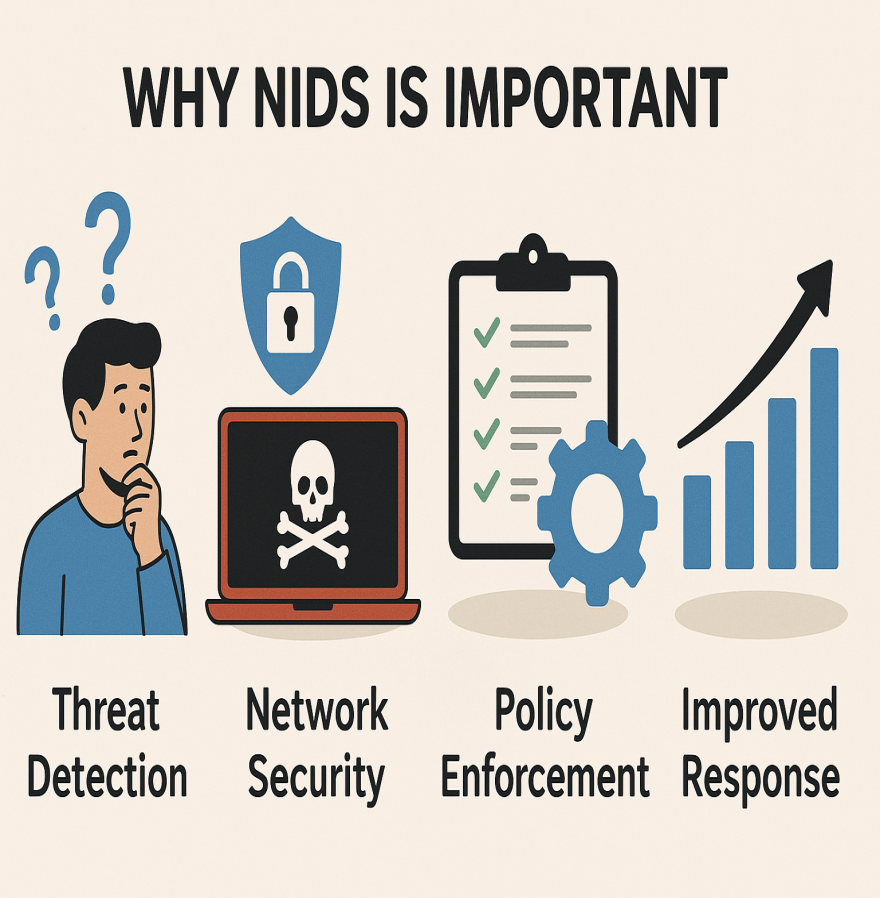 WHY NIDS IS IMPORTANT
? ?
Threat
Detection
Network
Security
Policy
Enforcement
Improved
Response